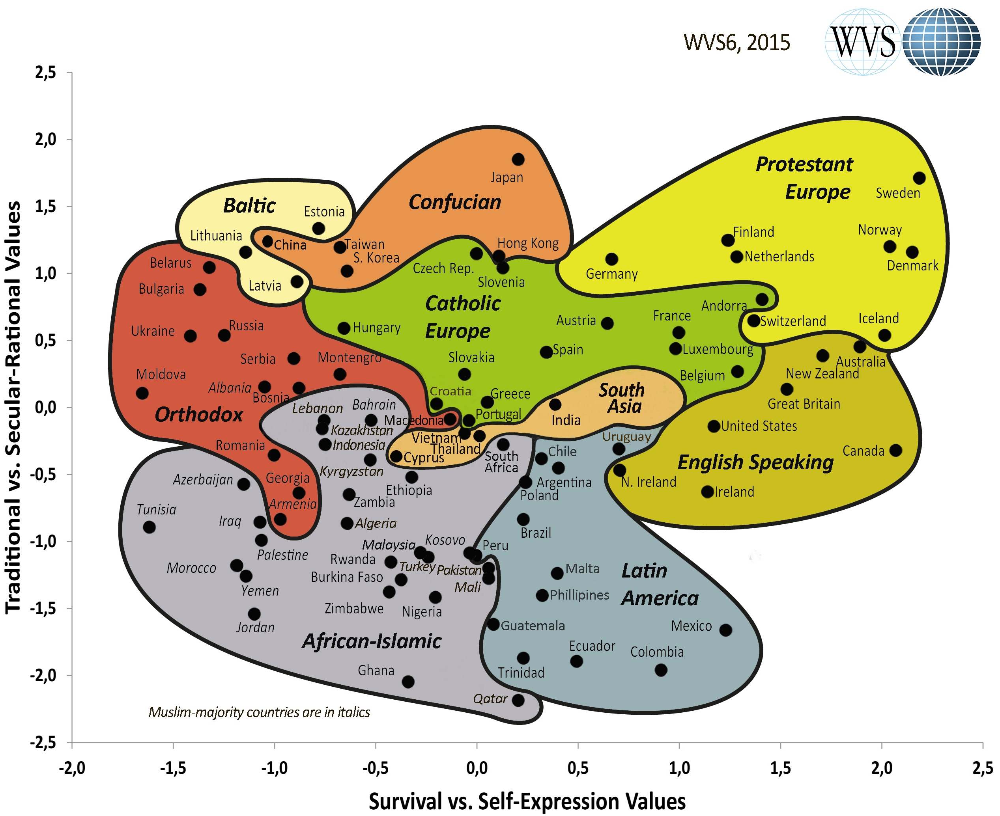 WVS6, 2015
WVS
2,5
2,0
1,5
1,0
0,5
0,0
-0,5
-1,0
-1,5
-2,0
-2,5
Traditional vs. Secular-Rational Values
Japan
Confucian
Protestant
Europe
Sweden
Baltic
Estonia
Lithuania
China
Taiwan
S. Korea
Hong Kong
Finland
Norway
Netherlands
Denmark
Germany
Belarus
Bulgaria
Latvia
Czech Rep.
Slovenia
Catholic
Europe
Andorra
Switzerland
Iceland
Austria
France
Hungary
Ukraine
Russia
Spain
Luxembourg
Serbia
Montengro
Slovakia
Australia
New Zealand
Belgium
Moldova
Albania
Bosnia
Croatia
Greece
South
Asia
Great Britain
Orthodox
Lebanon
Bahrain
Macedonia
Portugal
India
United States
Kazakhstan
Vietnam
Uruguay
Romania
Indonesia
Thailand
Cyprus
South
Africa
Chile
Canada
English Speaking
Kyrgyzstan
Azerbaijan
Georgia
Ethiopia
Argentina
N. Ireland
Poland
Ireland
Zambia
Armenia
Tunisia
Iraq
Algeria
Brazil
Kosovo
Malaysia
Peru
Palestine
Rwanda
Morocco
Turkey
Pakistan
Malta
Latin
America
Burkina Faso
Mali
Yemen
Phillipines
Zimbabwe
Nigeria
Jordan
Guatemala
Mexico
African-Islamic
Ecuador
Colombia
Ghana
Trinidad
Qatar
Muslim-majority countries are in italics
-2,0
-1,5
-1,0
-0,5
0,0
0,5
1,0
1,5
2,0
2,5
Survival vs. Self-Expression Values